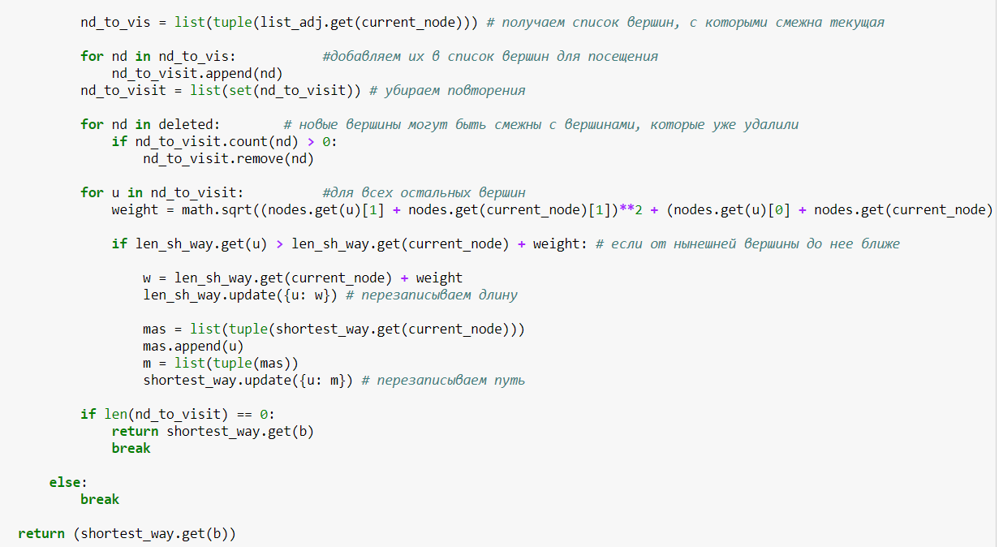 nd_to_vis = list(tuple(list_adj.get(current_node))) # получаем список вершин, с которыми смежна текущая
for nd in nd_to_vis: #добавляем их в список вершин для посещения
nd_to_visit.append(nd)
nd_to_visit = list(set(nd_to_visit)) # убираем повторения
for nd in deleted: # новые вершины могут быть смежны с вершинами, которые уже удалили
if nd_to_visit.count(nd) > 0:
nd_to_visit.remove(nd)
for u in nd_to_visit: #для всех остальных вершин
weight = math.sqrt((nodes.get(u)[1] + nodes.get(current_node)[1])**2 + (nodes.get(u)[0] + nodes.get(current_node)
if len_sh_way.get(u) > len_sh_way.get(current_node) + weight: # если от нынешней вершины до нее ближе
w = len_sh_way.get(current_node) + weight
len_sh_way.update({u: w}) # перезаписываем длину
mas = list(tuple(shortest_way.get(current_node)))
mas.append(u)
m = list(tuple(mas))
shortest_way.update({u: m}) # перезаписываем путь
if len(nd_to_visit) == 0:
return shortest_way.get(b)
break
else:
break
return (shortest_way.get(b))